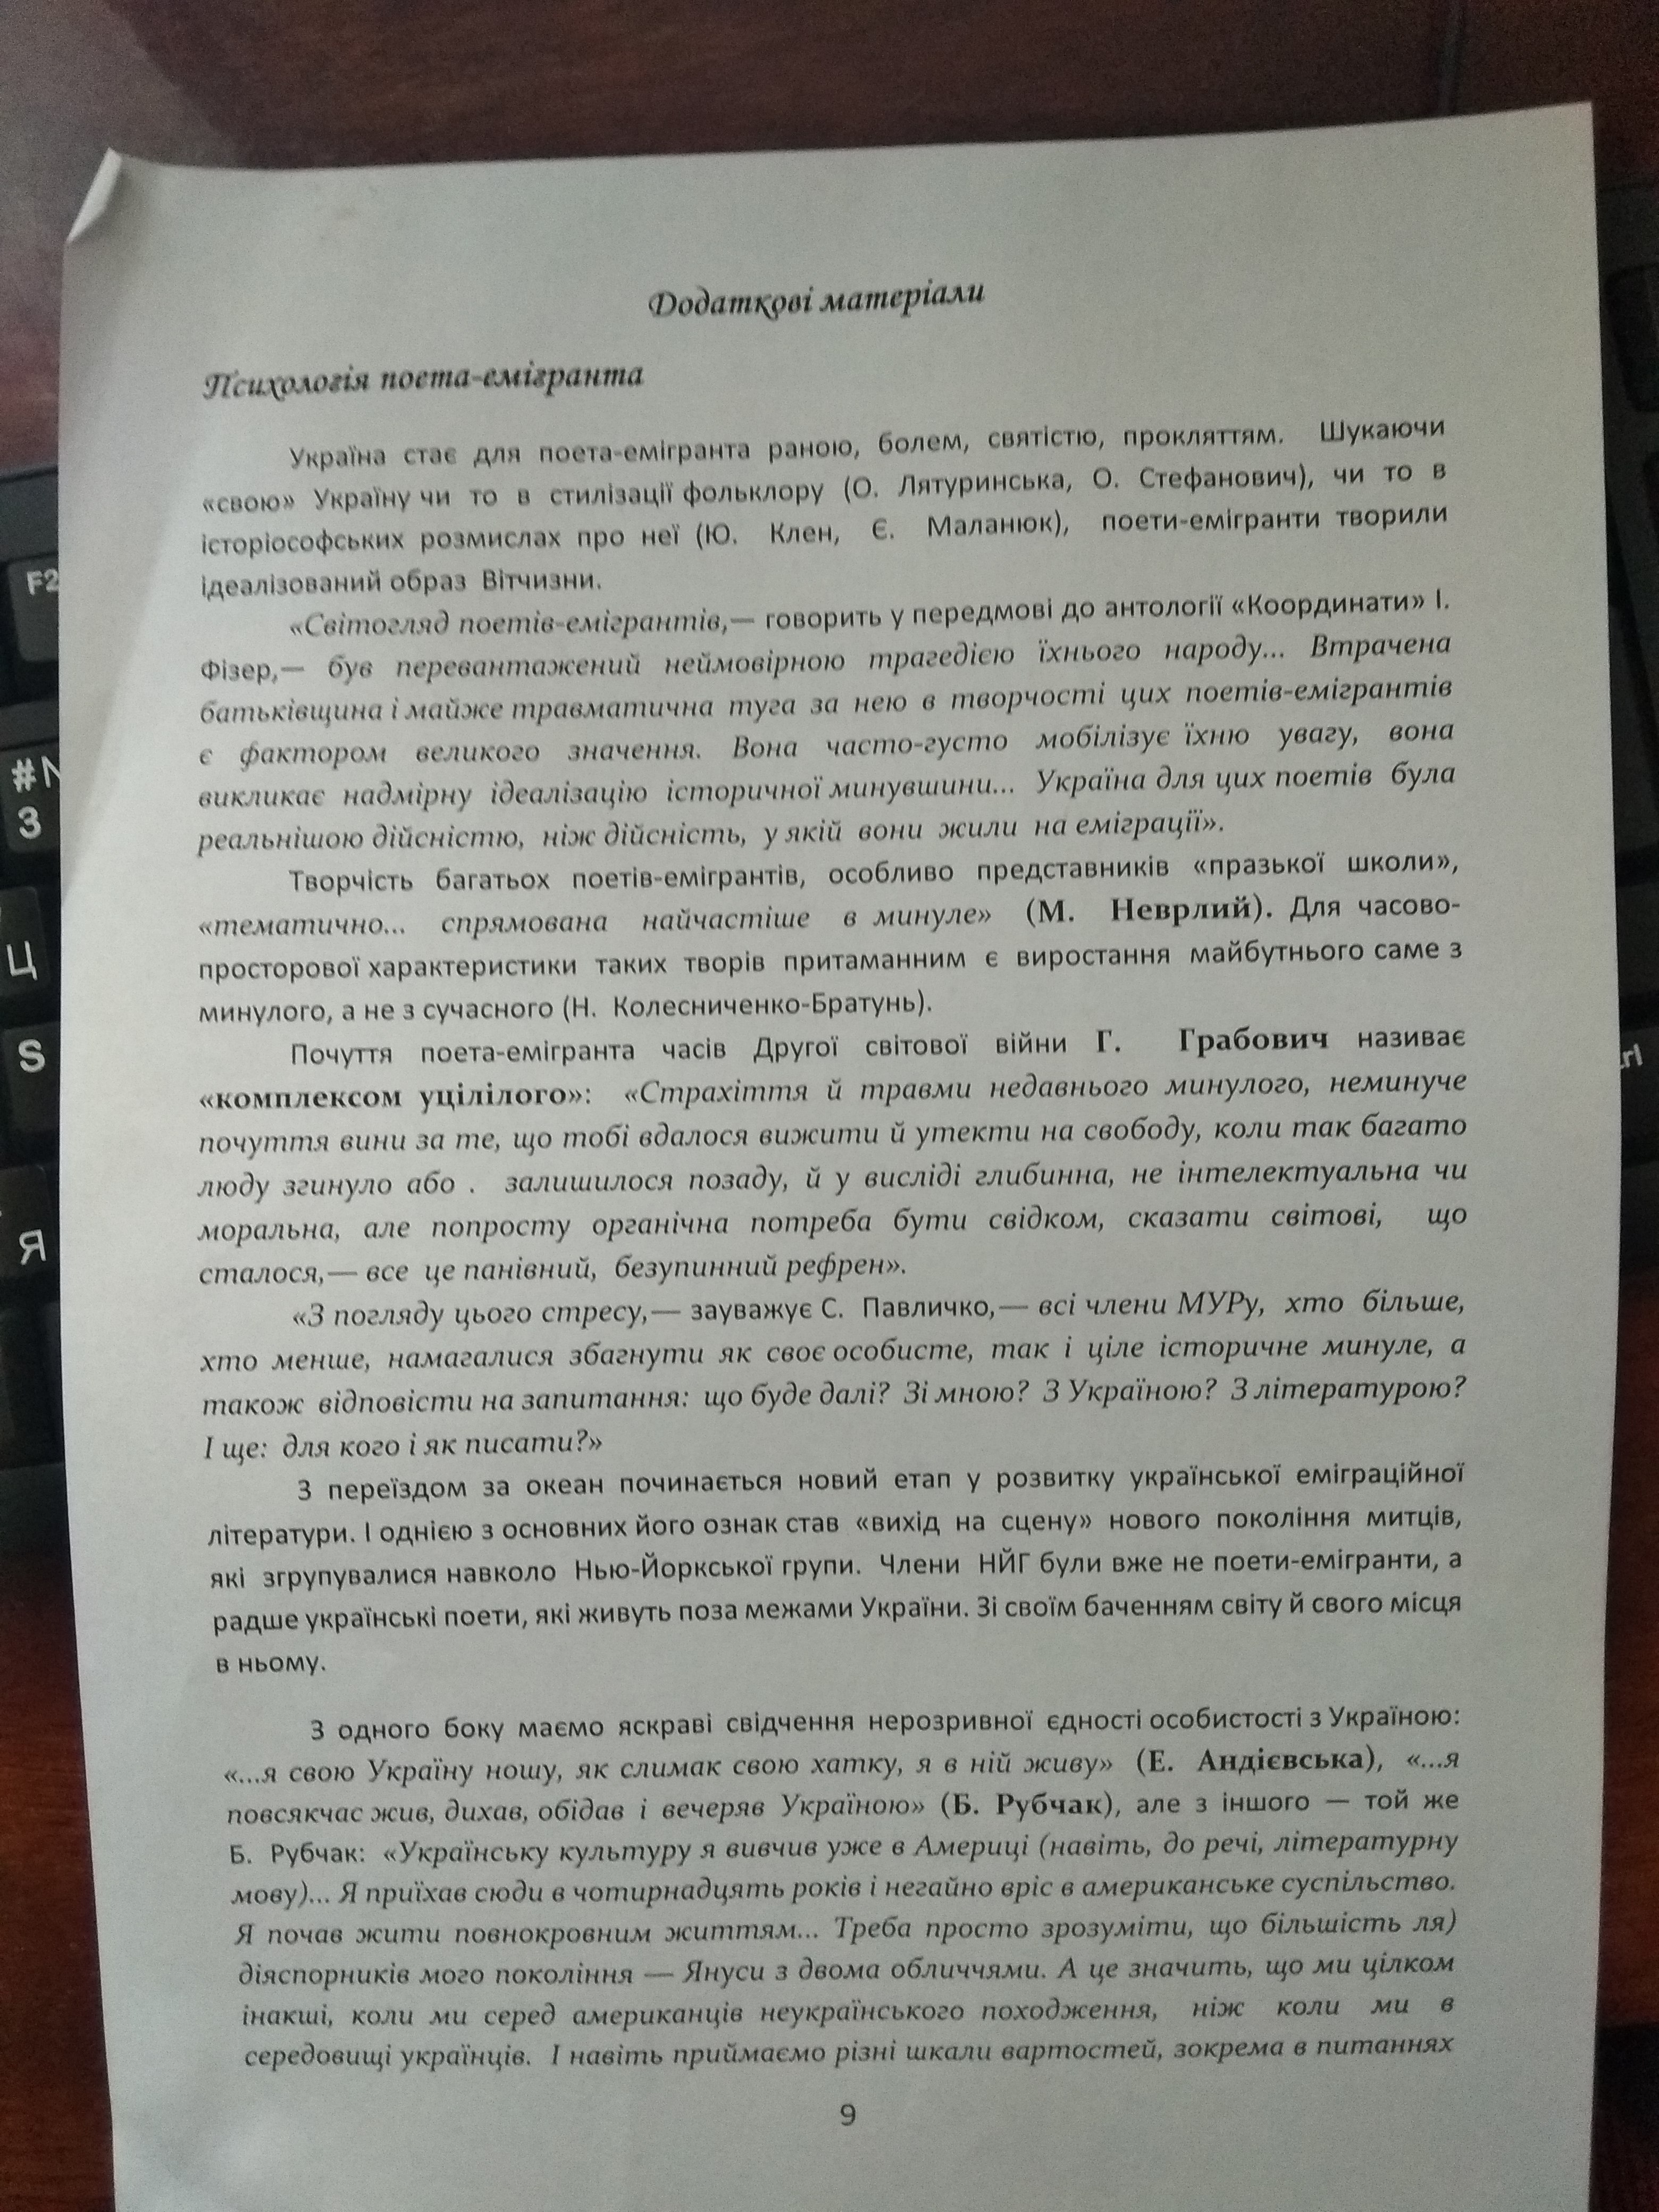 Додаткові матеріали
Психологія поета-емігранта
Україна стає для поета-емігранта раною, болем, святістю, прокляттям. Шукаючи
«свою» Україну чи то в стилізації фольклору (О. Лятуринська, О. Стефанович), чи то в
історіософських розмислах про неї (Ю. Клен, Є. Маланюк), поети-емігранти творили
ідеалізований образ Вітчизни.
«Світогляд поетів-емігрантів,— говорить у передмові до антології «Координати» І.
Фізер,— був перевантажений неймовірною трагедією їхнього народу... Втрачена
батьківщина і майже травматична туга за нею в творчості цих поетів-емігрантів
є фактором великого значення. Вона часто-густо мобілізує їхню увагу, вона
викликає надмірну ідеалізацію історичної минувшини... Україна для цих поетів була
реальнішою дійсністю, ніж дійсність, у якій вони жили на еміграції».
Творчість багатьох поетів-емігрантів, особливо представників «празької школи»,
«тематично... спрямована найчастіше в минуле» (М. Неврлий). Для часово-
просторової характеристики таких творів притаманним є виростання майбутнього саме з
минулого, а не з сучасного (Н. Колесниченко-Братунь).
Почуття поета-емігранта часів Другої світової війни Г. Грабович називає
«комплексом уцілілого»: «Страхіття й травми недавнього минулого, неминуче
почуття вини за те, що тобі вдалося вижити й утекти на свободу, коли так багато
люду згинуло або . залишилося позаду, й у висліді глибинна, не інтелектуальна чи
моральна, але попросту органічна потреба бути свідком, сказати світові, що
сталося,— все це панівний, безупинний рефрен».
«З погляду цього стресу,— зауважує С. Павличко,— всі члени МУРу, хто більше,
хто менше, намагалися збагнути як своє особисте, так і ціле історичне минуле, а
також відповісти на запитання: що буде далі? Зі мною? З Україною? З літературою?
І ще: для кого і як писати?»
З переїздом за океан починається новий етап у розвитку української еміграційної
літератури. І однією з основних його ознак став «вихід на сцену» нового покоління митців,
які згрупувалися навколо Нью-Йоркської групи. Члени НЙГ були вже не поети-емігранти, а
радше українські поети, які живуть поза межами України. Зі своїм баченням світу й свого місця
в ньому.
З одного боку маємо яскраві свідчення нерозривної єдності особистості з Україною:
«...я свою Україну ношу, як слимак свою хатку, я в ній живу» (Е. Андієвська), «...я
повсякчас жив, дихав, обідав і вечеряв Україною» (Б. Рубчак), але з іншого — той же
Б. Рубчак: «Українську культуру я вивчив уже в Америці (навіть, до речі, літературну
мову)... Я приїхав сюди в чотирнадцять років і негайно вріс в американське суспільство.
Я почав жити повнокровним життям... Треба просто зрозуміти, що більшість ля)
діяспорників мого покоління — Януси з двома обличчями. А це значить, що ми цілком
інакші, коли ми серед американців неукраїнського походження, ніж коли ми в
середовищі українців. І навіть приймаємо різні шкали вартостей, зокрема в питаннях
9
F2
#N
3
Ц
S
Я
rl